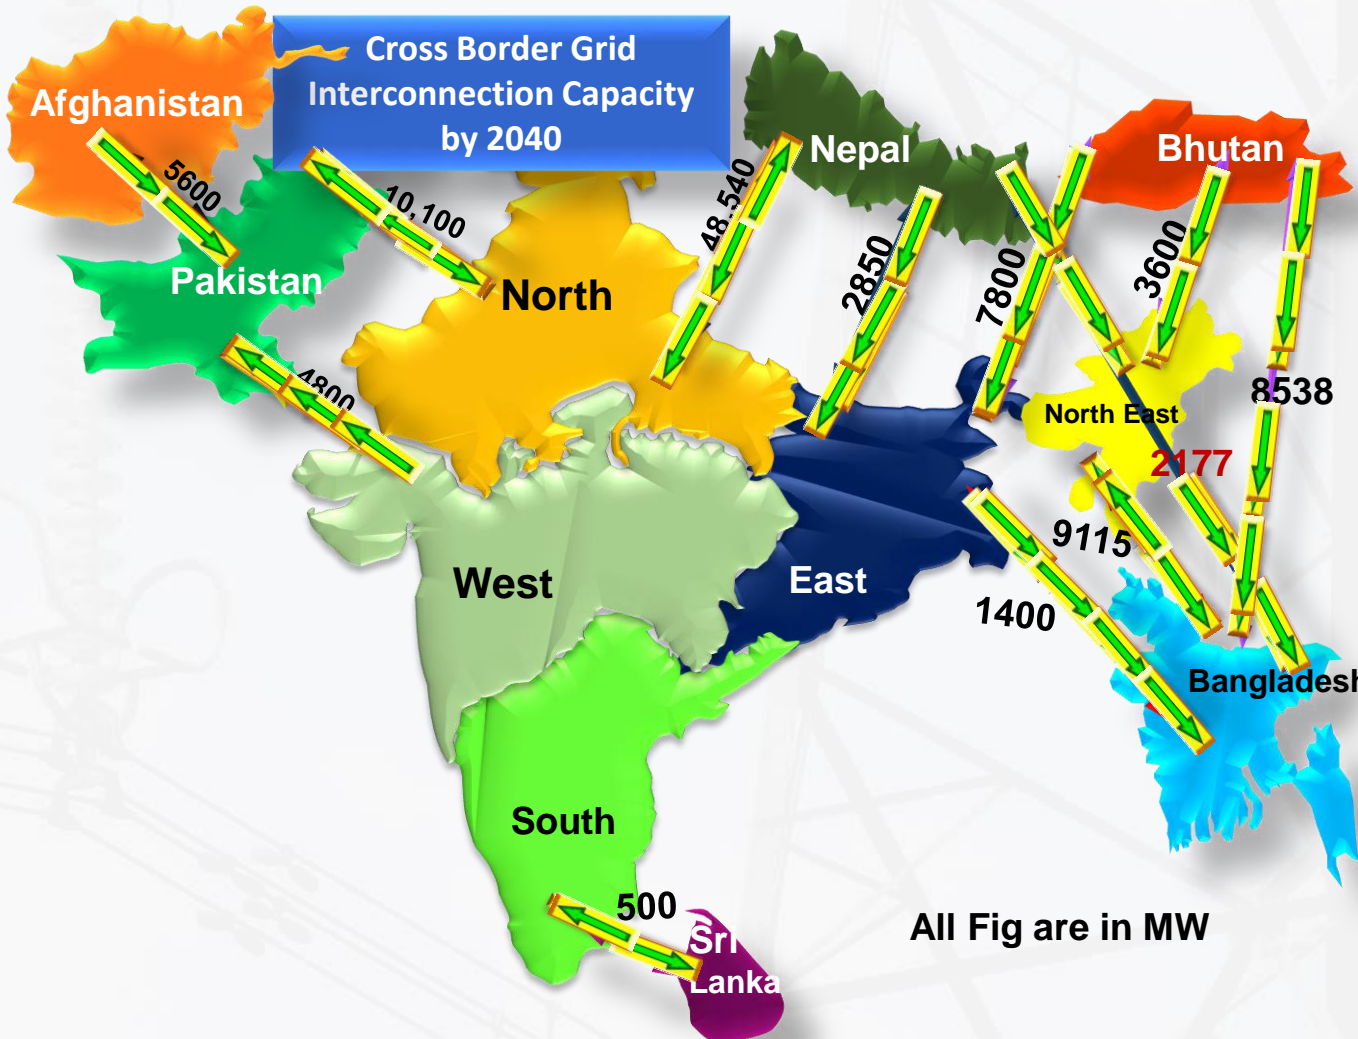 Cross Border Grid
Interconnection Capacity
by 2040
Afghanistan
Nepal
Bhutan
5600
10,100
48,540
2850
7800
3600
Pakistan
North
8538
4800
North East
2177
9115
West
East
1400
Bangladesh
South
500
Sri
Lanka
All Fig are in MW